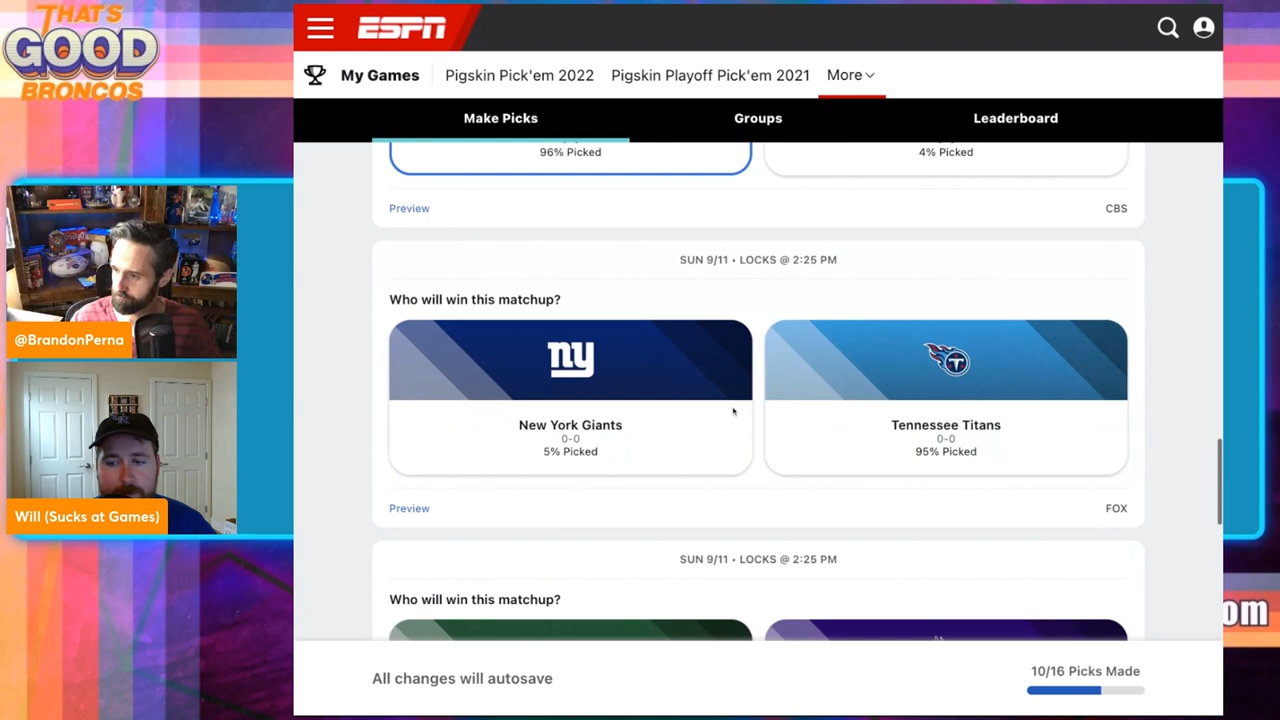 THAT'S
GOOD
BRONCOS
ESPN
My Games
Pigskin Pick'em 2022
Pigskin Playoff Pick'em 2021
More
Make Picks
Groups
Leaderboard
96% Picked
4% Picked
Preview
CBS
SUN 9/11 • LOCKS @ 2:25 PM
Who will win this matchup?
ny
T
New York Giants
0-0
5% Picked
Tennessee Titans
0-0
95% Picked
Preview
FOX
SUN 9/11 • LOCKS @ 2:25 PM
Who will win this matchup?
All changes will autosave
10/16 Picks Made
@BrandonPerna
Will (Sucks at Games)
om